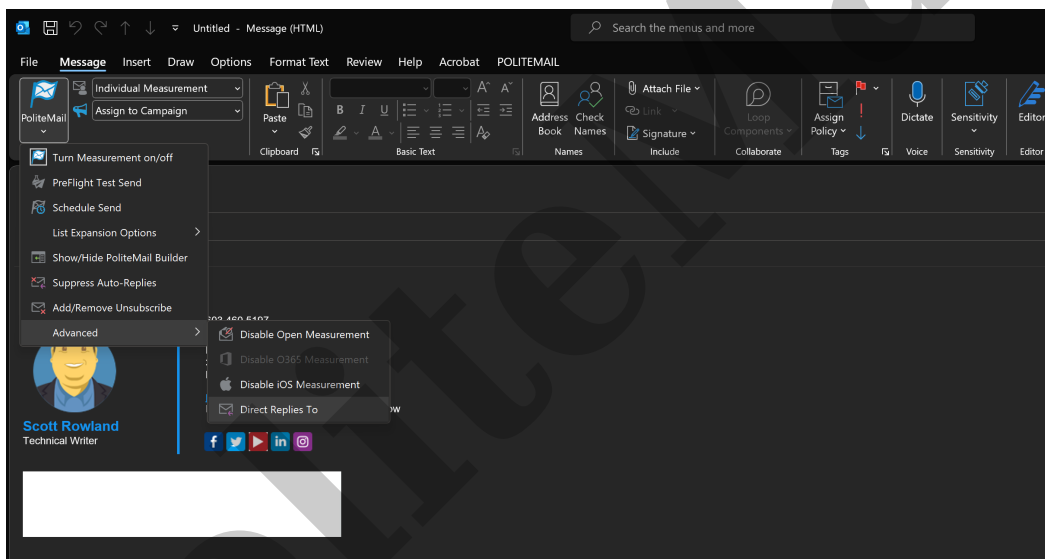 Untitled - Message (HTML)
Search the menus and more
File Message Insert Draw Options Format Text Review Help Acrobat POLITEMAIL
PoliteMail
Individual Measurement
Assign to Campaign
Paste
Clipboard
B I U
A A
Basic Text
Address Book
Check Names
Names
Attach File
Link
Signature
Include
Loop Components
Collaborate
Assign Policy
Tags
Dictate
Voice
Sensitivity
Sensitivity
Editor
Editor
Turn Measurement on/off
PreFlight Test Send
Schedule Send
List Expansion Options
Show/Hide PoliteMail Builder
Suppress Auto-Replies
Add/Remove Unsubscribe
Advanced
Disable Open Measurement
Disable O365 Measurement
Disable iOS Measurement
Direct Replies To
Scott Rowland
Technical Writer
PoliteMail